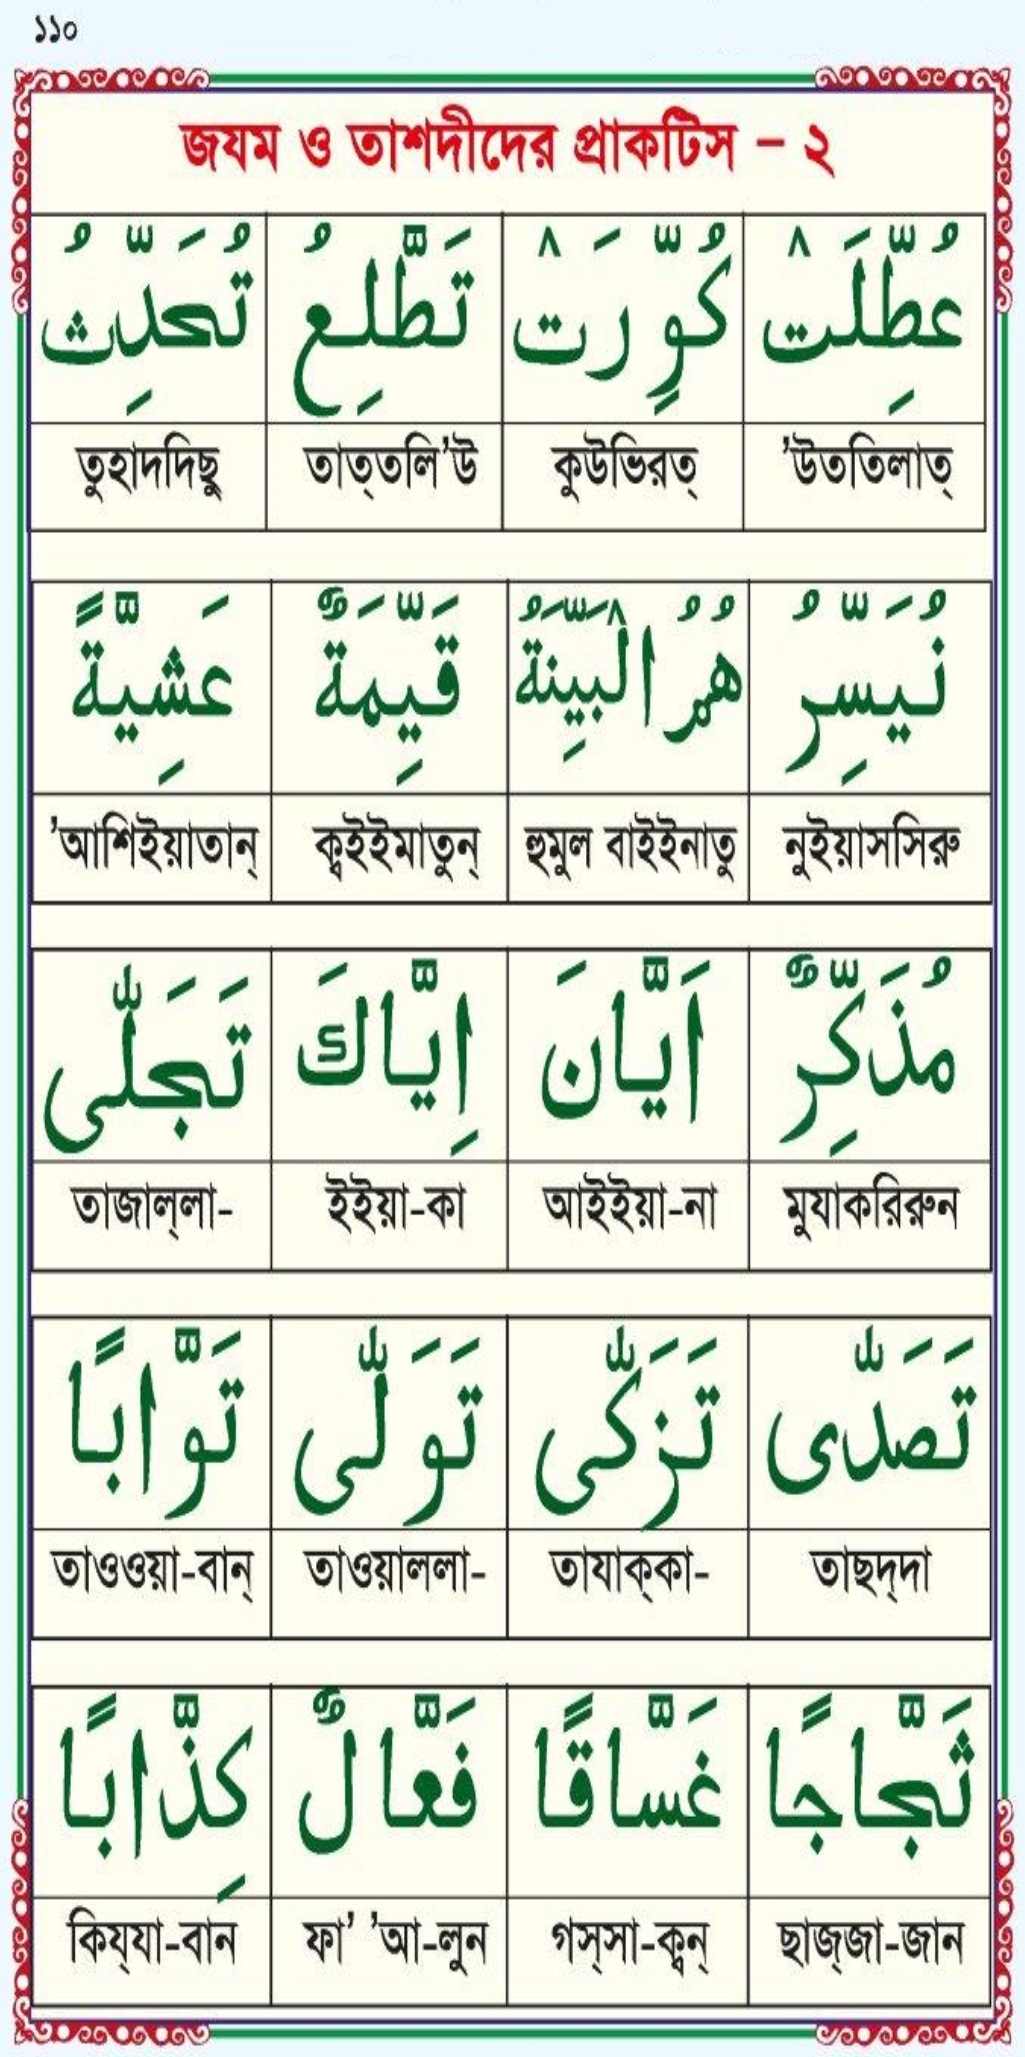 ১১০
জযম ও তাশদীদের প্রাকটিস – ২
عُطِّلَتْ كُوِّرَتْ تَطَّلِعُ تُحَدِّثُ
'উততিলাত্ কুউভিরত্ তাত্তলি'উ তুহাদদিছু
نُيَسِّرُ هُمُ الْبَيِّنَةُ قَيِّمَةٌ عَشِيَّةً
নুইয়াসসিরু হুমুল বাইইনাতু ক্বইইমাতুন্ 'আশিইয়াতান্
مُذَكِّرٌ اَيَّانَ اِيَّاكَ تَجَلّٰى
মুযাকরিরুন আইইয়া-না ইইয়া-কা তাজাল্লা-
تَصَدّٰى تَزَكّٰى تَوَلّٰى تَوَّابًا
তাছদ্দা তাযাক্কা- তাওয়াললা- তাওওয়া-বান্
ثَجَّاجًا غَسَّاقًا فَعَّالٌ كِذَّابًا
ছাজ্জা-জান গস্সা-ক্বন্ ফা' 'আ-লুন কিয্যা-বান